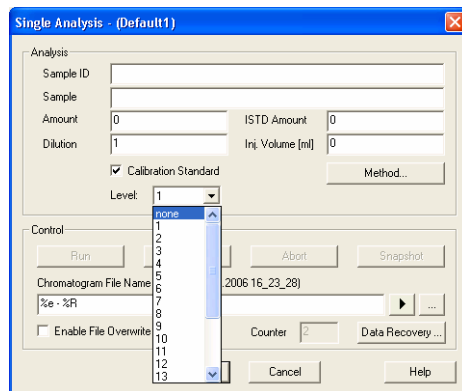 Single Analysis - (Default1)
Analysis
Sample ID
Sample
Amount 0 ISTD Amount 0
Dilution 1 Inj. Volume [ml] 0
Calibration Standard Method...
Level: 1
none
1
2
3
4
5
6
7
8
9
10
11
12
13
Control
Run Abort Snapshot
Chromatogram File Name .2006 16_23_28)
%e - %R ...
Enable File Overwrite Counter 2 Data Recovery ...
Cancel Help